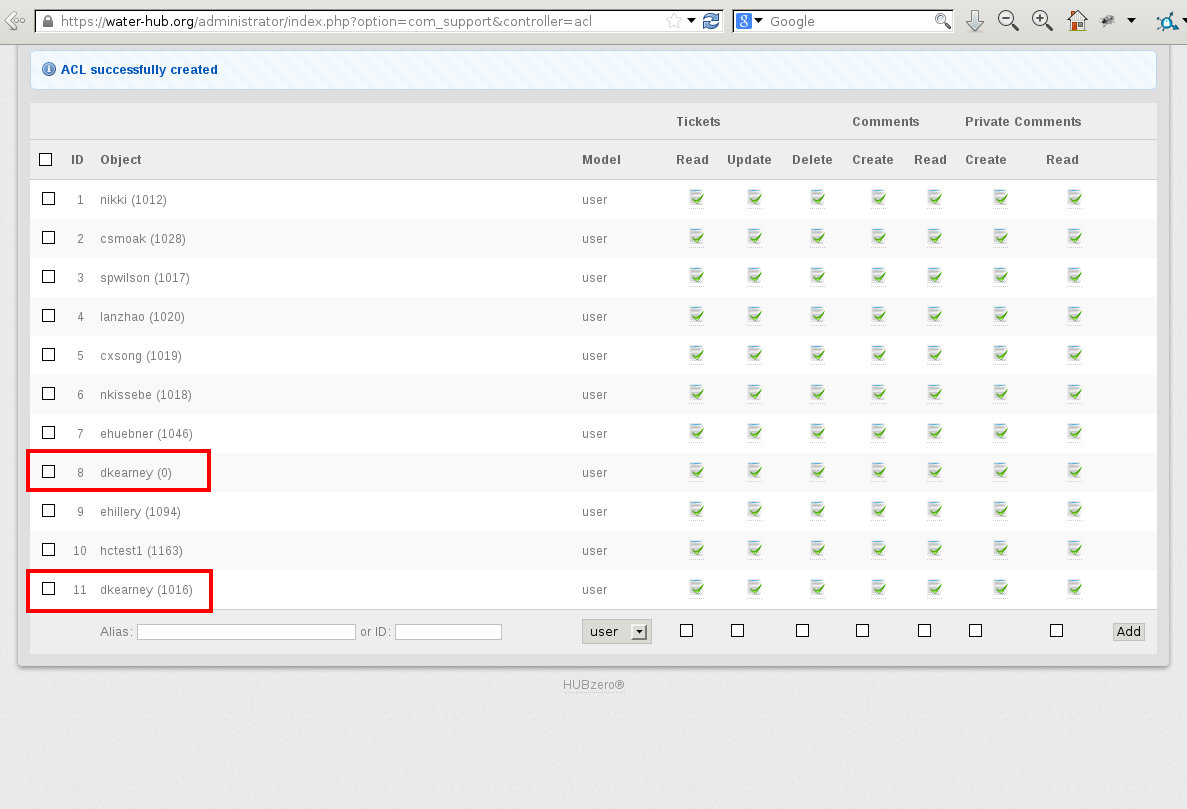 https://water-hub.org/administrator/index.php?option=com_support&controller=acl 8 Google
ACL successfully created
Tickets Comments Private Comments
ID Object Model Read Update Delete Create Read Create Read
1 nikki (1012) user
2 csmoak (1028) user
3 spwilson (1017) user
4 lanzhao (1020) user
5 cxsong (1019) user
6 nkissebe (1018) user
7 ehuebner (1046) user
8 dkearney (0) user
9 ehillery (1094) user
10 hctest1 (1163) user
11 dkearney (1016) user
Alias: or ID: user Add
HUBzero®